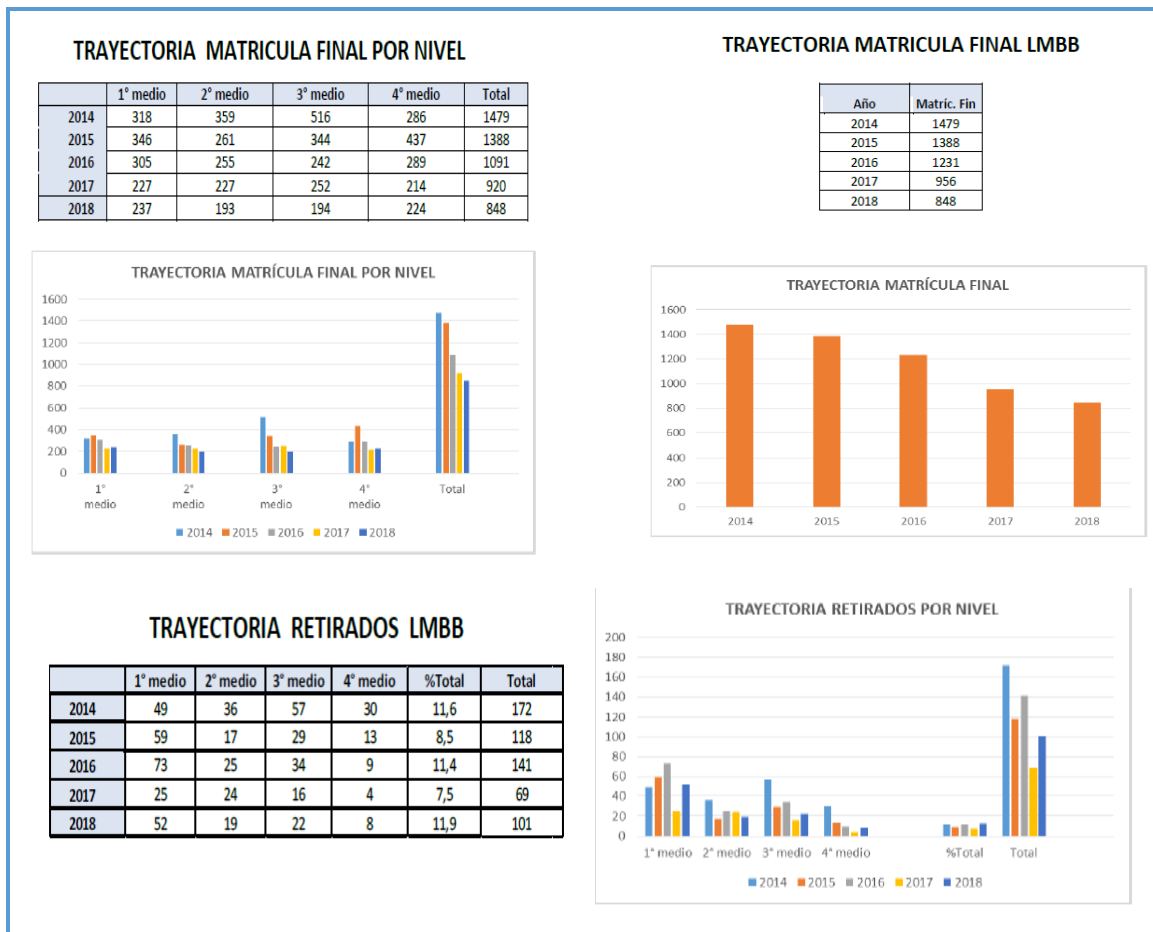 TRAYECTORIA MATRICULA FINAL POR NIVEL
1° medio 2° medio 3° medio 4° medio Total
2014 318 359 516 286 1479
2015 346 261 344 437 1388
2016 305 255 242 289 1091
2017 227 227 252 214 920
2018 237 193 194 224 848
TRAYECTORIA MATRICULA FINAL LMBB
Año Matric. Fin
2014 1479
2015 1388
2016 1231
2017 956
2018 848
TRAYECTORIA MATRÍCULA FINAL POR NIVEL
1600
1400
1200
1000
800
600
400
200
0
1° medio 2° medio 3° medio 4° medio Total
2014 2015 2016 2017 2018
TRAYECTORIA MATRÍCULA FINAL
1600
1400
1200
1000
800
600
400
200
0
2014 2015 2016 2017 2018
TRAYECTORIA RETIRADOS LMBB
1° medio 2° medio 3° medio 4° medio %Total Total
2014 49 36 57 30 11,6 172
2015 59 17 29 13 8,5 118
2016 73 25 34 9 11,4 141
2017 25 24 16 4 7,5 69
2018 52 19 22 8 11,9 101
TRAYECTORIA RETIRADOS POR NIVEL
200
180
160
140
120
100
80
60
40
20
0
1° medio 2° medio 3° medio 4° medio %Total Total
2014 2015 2016 2017 2018